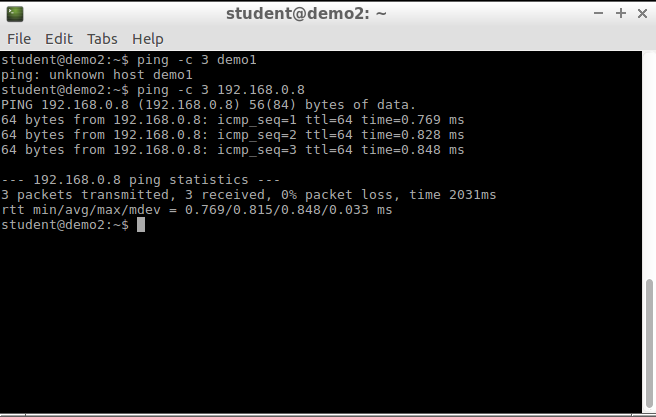 student@demo2: ~
File Edit Tabs Help
student@demo2:~$ ping -c 3 demo1
ping: unknown host demo1
student@demo2:~$ ping -c 3 192.168.0.8
PING 192.168.0.8 (192.168.0.8) 56(84) bytes of data.
64 bytes from 192.168.0.8: icmp_seq=1 ttl=64 time=0.769 ms
64 bytes from 192.168.0.8: icmp_seq=2 ttl=64 time=0.828 ms
64 bytes from 192.168.0.8: icmp_seq=3 ttl=64 time=0.848 ms
--- 192.168.0.8 ping statistics ---
3 packets transmitted, 3 received, 0% packet loss, time 2031ms
rtt min/avg/max/mdev = 0.769/0.815/0.848/0.033 ms
student@demo2:~$